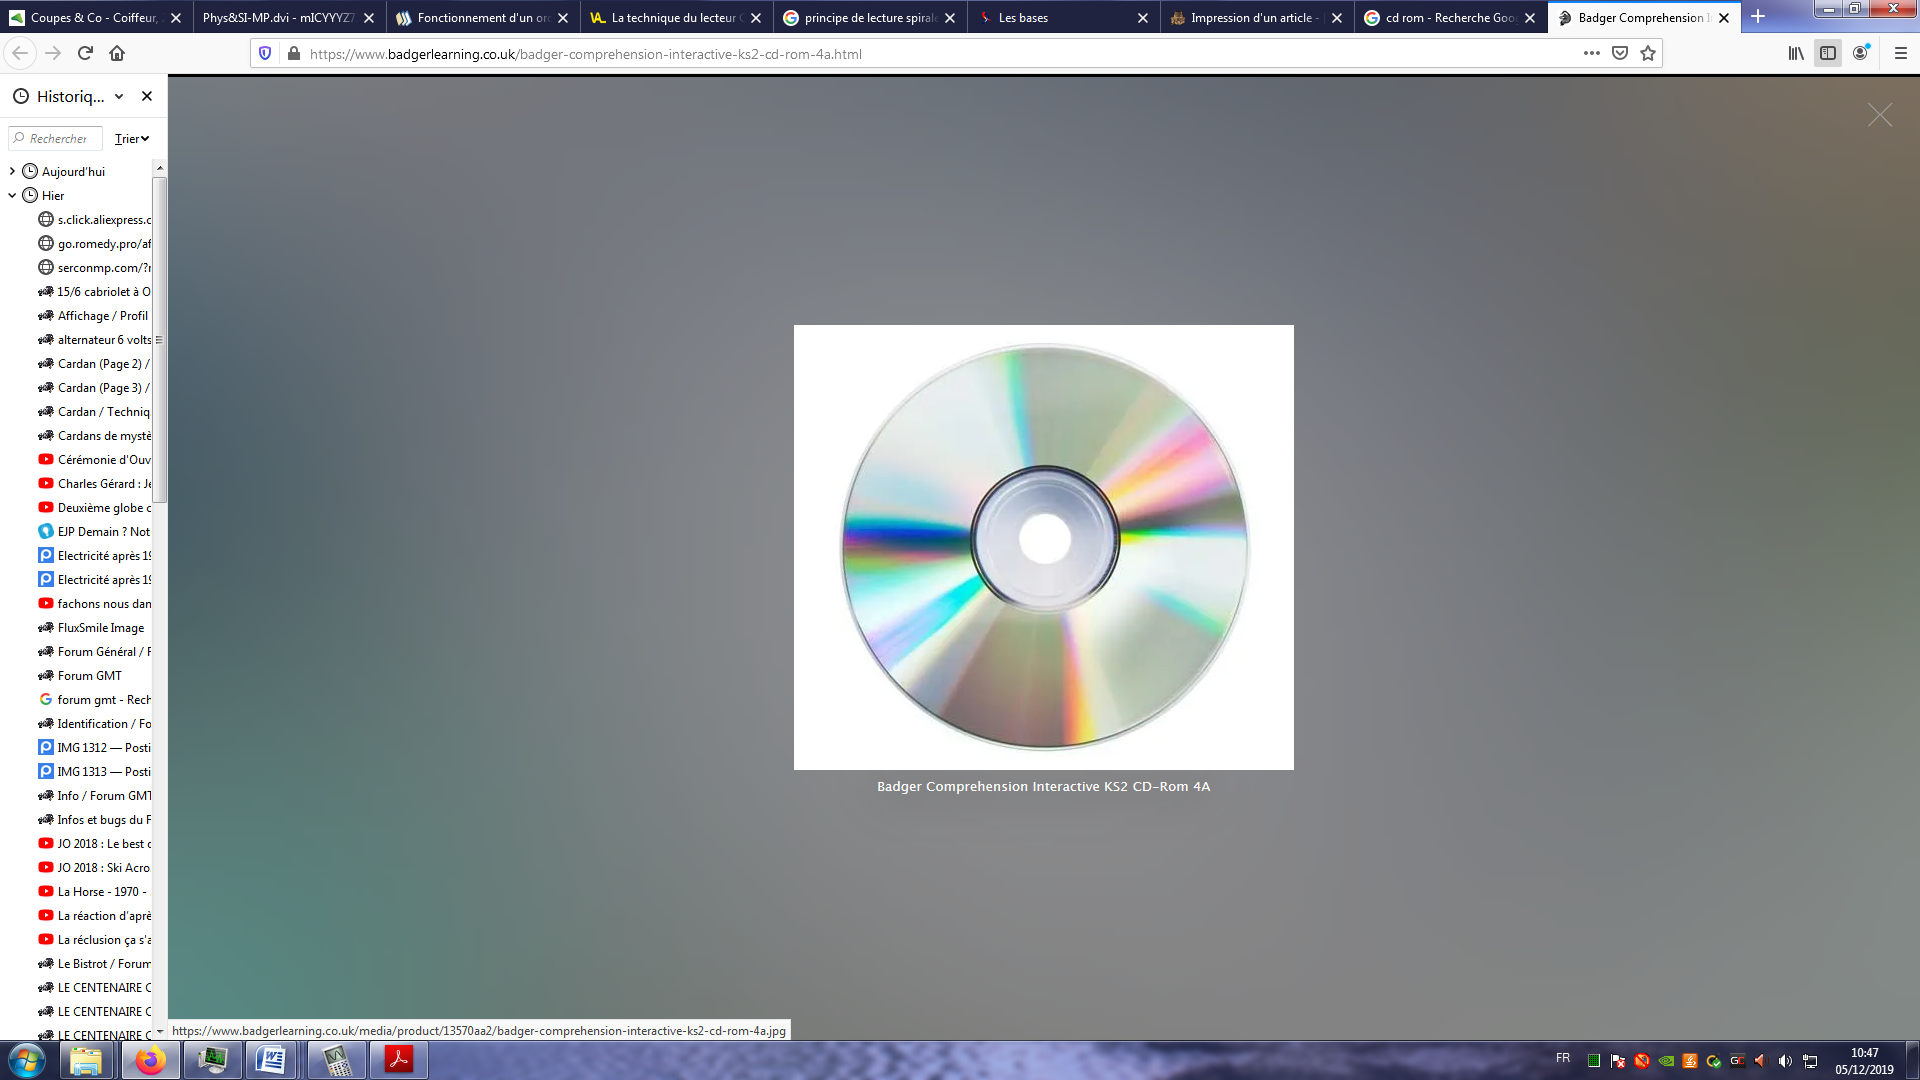 Coupes & Co - Coiffeur,
Phys&SI-MP.dvi - mICYYYZ7
Fonctionnement d'un or
La technique du lecteur
principe de lecture spirale
Les bases
Impression d'un article -
cd rom - Recherche Goo
Badger Comprehension I
https://www.badgerlearning.co.uk/badger-comprehension-interactive-ks2-cd-rom-4a.html
Historiq...
Rechercher
Trier
Aujourd'hui
Hier
s.click.aliexpress.c
go.romedy.pro/af
serconmp.com/?r
15/6 cabriolet à O
Affichage / Profil
alternateur 6 volts
Cardan (Page 2) /
Cardan (Page 3) /
Cardan / Techniq
Cardans de mystè
Cérémonie d'Ouv
Charles Gérard : Je
Deuxième globe c
EJP Demain ? Not
Electricité après 19
Electricité après 19
fachons nous dan
FluxSmile Image
Forum Général / F
Forum GMT
forum gmt - Rech
Identification / Fo
IMG 1312 — Posti
IMG 1313 — Posti
Info / Forum GMT
Infos et bugs du F
JO 2018 : Le best c
JO 2018 : Ski Acro
La Horse - 1970 -
La réaction d'aprè
La réclusion ça s'a
Le Bistrot / Forum
LE CENTENAIRE C
LE CENTENAIRE C
LE CENTENAIRE C
Badger Comprehension Interactive KS2 CD-Rom 4A
https://www.badgerlearning.co.uk/media/product/13570aa2/badger-comprehension-interactive-ks2-cd-rom-4a.jpg
FR
10:47
05/12/2019